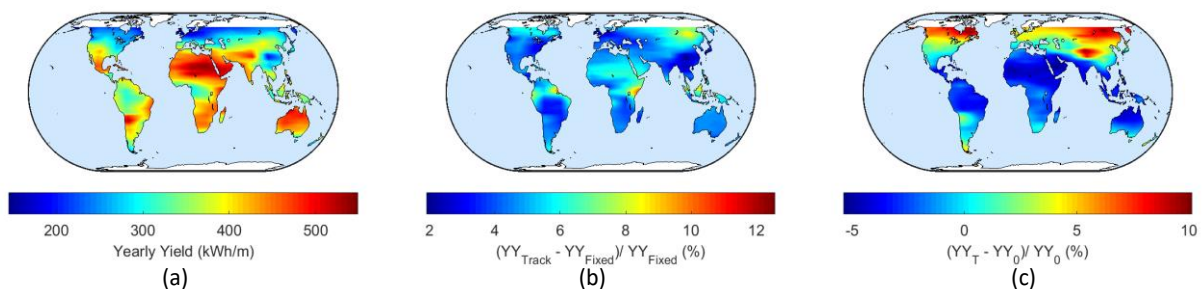 200 300 400 500
Yearly Yield (kWh/m)
(a)
2 4 6 8 10 12
(YY_Track - YY_Fixed)/ YY_Fixed (%)
(b)
-5 0 5 10
(YY_T - YY_0)/ YY_0 (%)
(c)